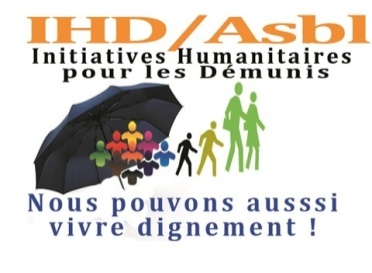 IHD/Asbl
Initiatives Humanitaires
pour les Démunis
Nous pouvons ausssi
vivre dignement !